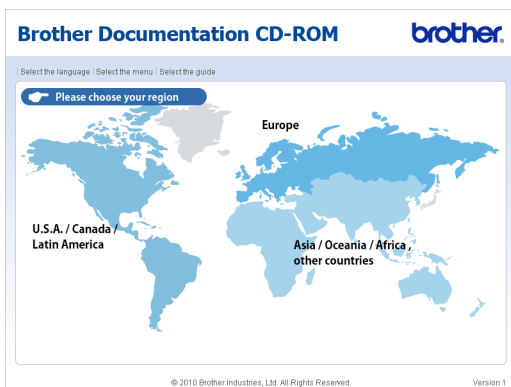 Brother Documentation CD-ROM
brother.
Select the language | Select the menu | Select the guide
Please choose your region
Europe
U.S.A. / Canada /
Latin America
Asia / Oceania / Africa ,
other countries
© 2010 Brother Industries, Ltd. All Rights Reserved.
Version 1